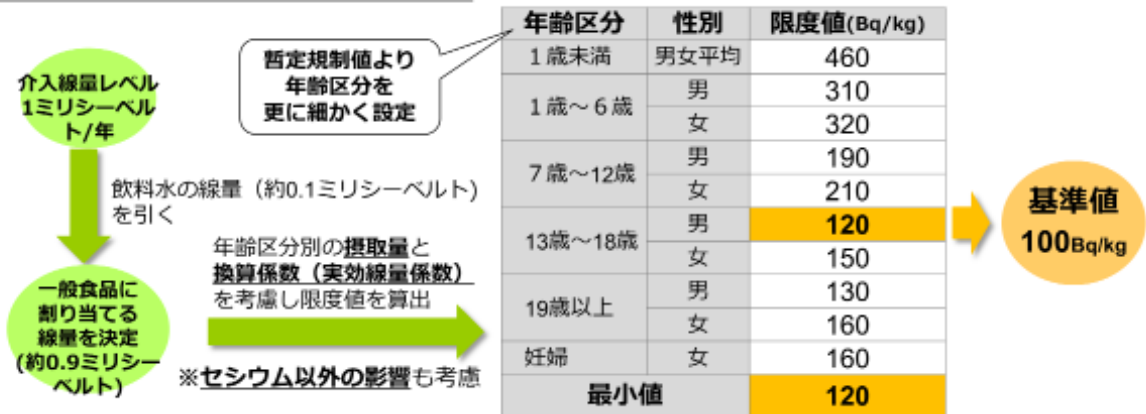 介入線量レベル
1ミリシーベル
ト/年
飲料水の線量（約0.1ミリシーベルト）
を引く
一般食品に
割り当てる
線量を決定
(約0.9ミリシー
ベルト)
年齢区分別の摂取量と
換算係数（実効線量係数）
を考慮し限度値を算出
※セシウム以外の影響も考慮
暫定規制値より
年齢区分を
更に細かく設定
年齢区分 性別 限度値(Bq/kg)
１歳未満 男女平均 460
１歳～６歳 男 310
女 320
７歳～12歳 男 190
女 210
13歳～18歳 男 120
女 150
19歳以上 男 130
女 160
妊婦 女 160
最小値 120
基準値
100Bq/kg